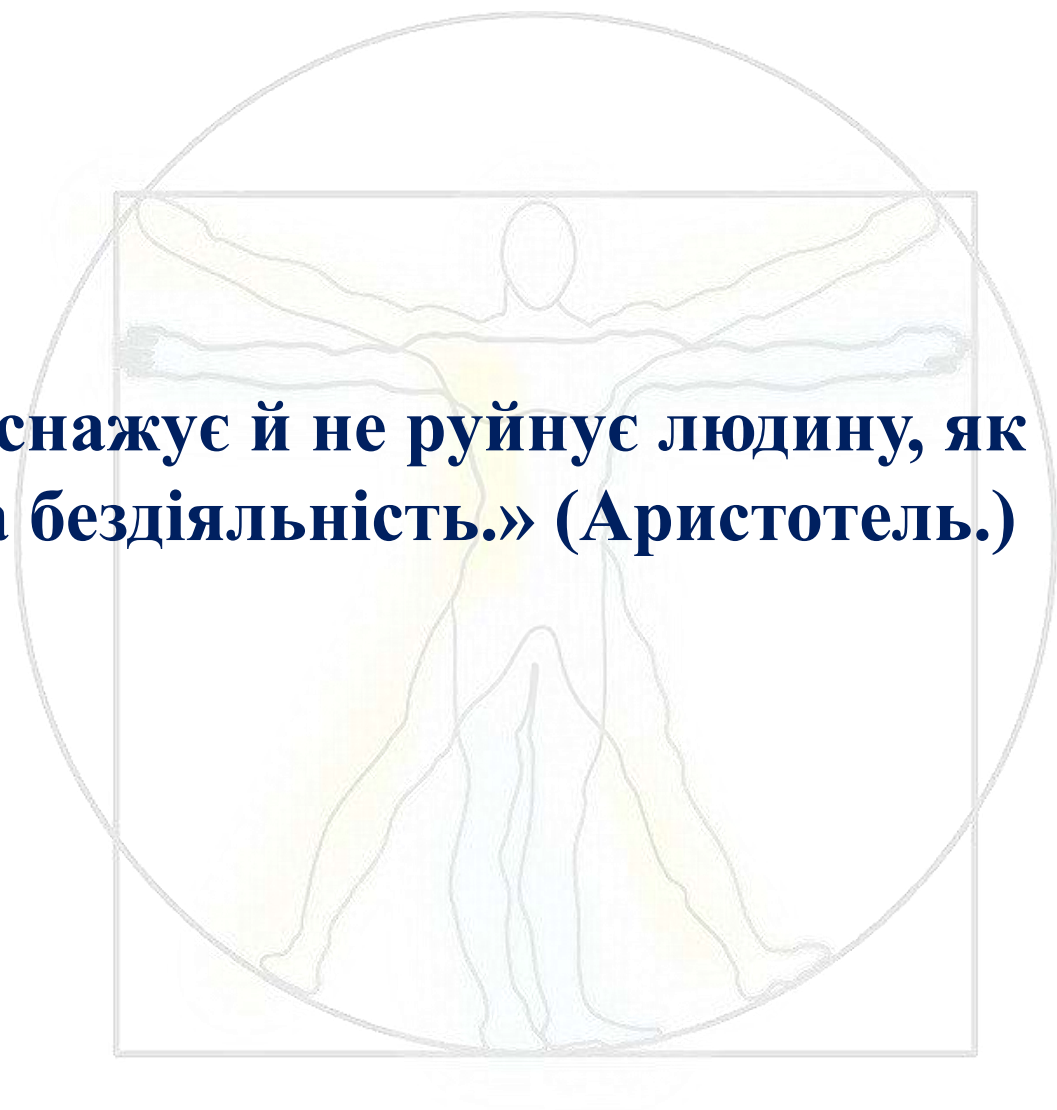 снажує й не руйнує людину, як
бездіяльність.» (Аристотель.)